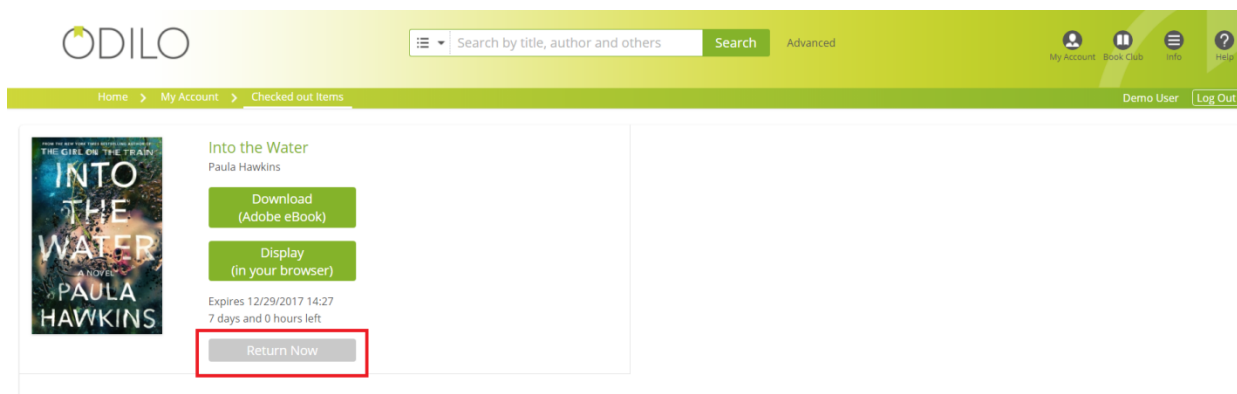 ODILO
Search by title, author and others
Search
Advanced
My Account
Book Club
Info
Help
Home
My Account
Checked out Items
Demo User
Log Out
FROM THE #1 NEW YORK TIMES BESTSELLING AUTHOR OF
THE GIRL ON THE TRAIN
INTO
THE
WATER
A NOVEL
PAULA
HAWKINS
Into the Water
Paula Hawkins
Download
(Adobe eBook)
Display
(in your browser)
Expires 12/29/2017 14:27
7 days and 0 hours left
Return Now